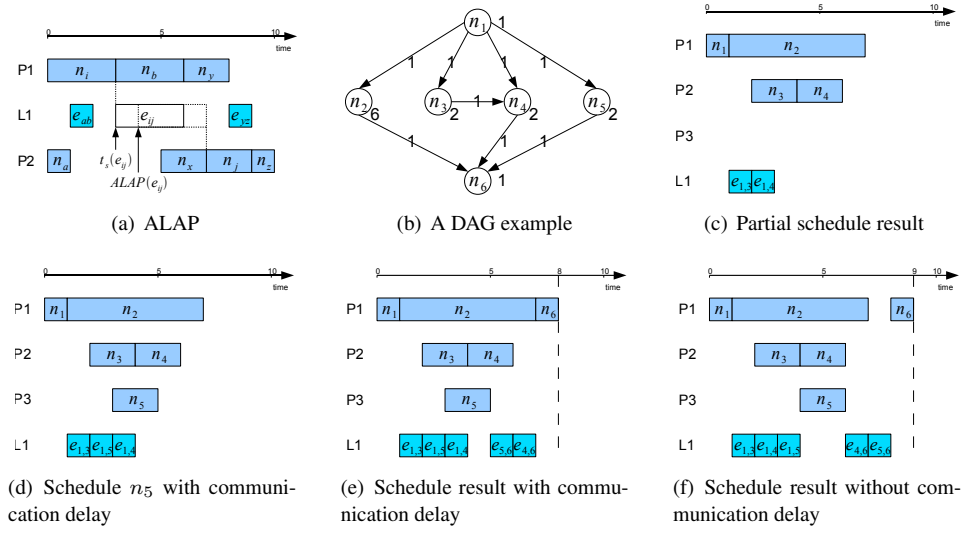 0 5 10
time
P1 n_i n_b n_y
L1 e_ab e_ij e_yz
P2 n_a n_x n_j n_z
t_s(e_ij)
ALAP(e_ij)
(a) ALAP
n_1 1
1 1 1 1
n_2 6 n_3 2 1 n_4 2 n_5 2
1 1 1
n_6 1
(b) A DAG example
0 5 10
time
P1 n_1 n_2
P2 n_3 n_4
P3
L1 e_1,3 e_1,4
(c) Partial schedule result
0 5 10
time
P1 n_1 n_2
P2 n_3 n_4
P3 n_5
L1 e_1,3 e_1,5 e_1,4
(d) Schedule n_5 with communi-
cation delay
0 5 8 10
time
P1 n_1 n_2 n_6
P2 n_3 n_4
P3 n_5
L1 e_1,3 e_1,5 e_1,4 e_5,6 e_4,6
(e) Schedule result with commu-
nication delay
0 5 9 10
time
P1 n_1 n_2 n_6
P2 n_3 n_4
P3 n_5
L1 e_1,3 e_1,4 e_1,5 e_4,6 e_5,6
(f) Schedule result without com-
munication delay